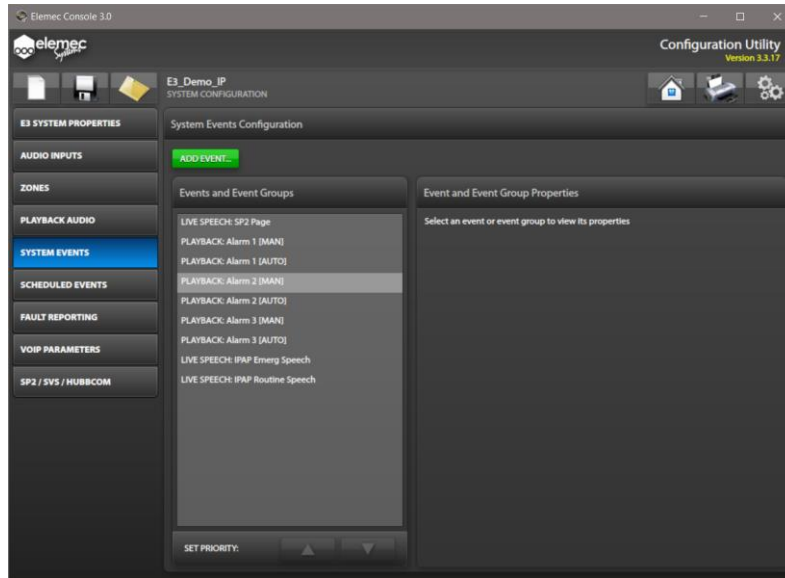 Elemec Console 3.0
elemec
Systems
Configuration Utility
Version 3.3.17
E3_Demo_IP
SYSTEM CONFIGURATION
E3 SYSTEM PROPERTIES
AUDIO INPUTS
ZONES
PLAYBACK AUDIO
SYSTEM EVENTS
SCHEDULED EVENTS
FAULT REPORTING
VOIP PARAMETERS
SP2 / SVS / HUBBCOM
System Events Configuration
ADD EVENT...
Events and Event Groups
LIVE SPEECH: SP2 Page
PLAYBACK: Alarm 1 [MAN]
PLAYBACK: Alarm 1 [AUTO]
PLAYBACK: Alarm 2 [MAN]
PLAYBACK: Alarm 2 [AUTO]
PLAYBACK: Alarm 3 [MAN]
PLAYBACK: Alarm 3 [AUTO]
LIVE SPEECH: IPAP Emerg Speech
LIVE SPEECH: IPAP Routine Speech
SET PRIORITY:
Event and Event Group Properties
Select an event or event group to view its properties